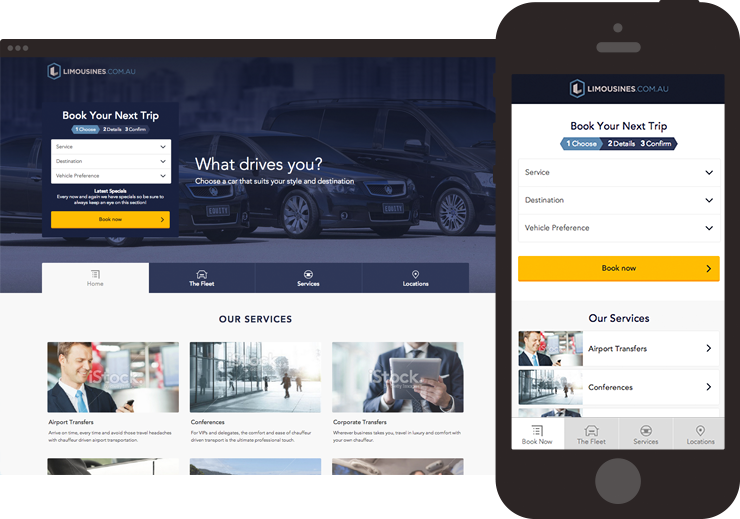 LIMOUSINES.COM.AU
Book Your Next Trip
1 Choose 2 Details 3 Confirm
Service
Destination
Vehicle Preference
Latest Specials
Every now and again we have specials so be sure to
always keep an eye on this section!
Book now
What drives you?
Choose a car that suits your style and destination
Home
The Fleet
Services
Locations
OUR SERVICES
iStock
iStock
Airport Transfers
Arrive on time, every time and avoid those travel headaches
with chauffeur driven airport transportation.
Conferences
For VIPs and delegates, the comfort and ease of chauffeur
driven transport is the ultimate professional touch.
Corporate Transfers
Wherever business takes you, travel in luxury and comfort with
your own chauffeur.
LIMOUSINES.COM.AU
Book Your Next Trip
1 Choose 2 Details 3 Confirm
Service
Destination
Vehicle Preference
Book now
Our Services
Airport Transfers
Conferences
Book Now
The Fleet
Services
Locations